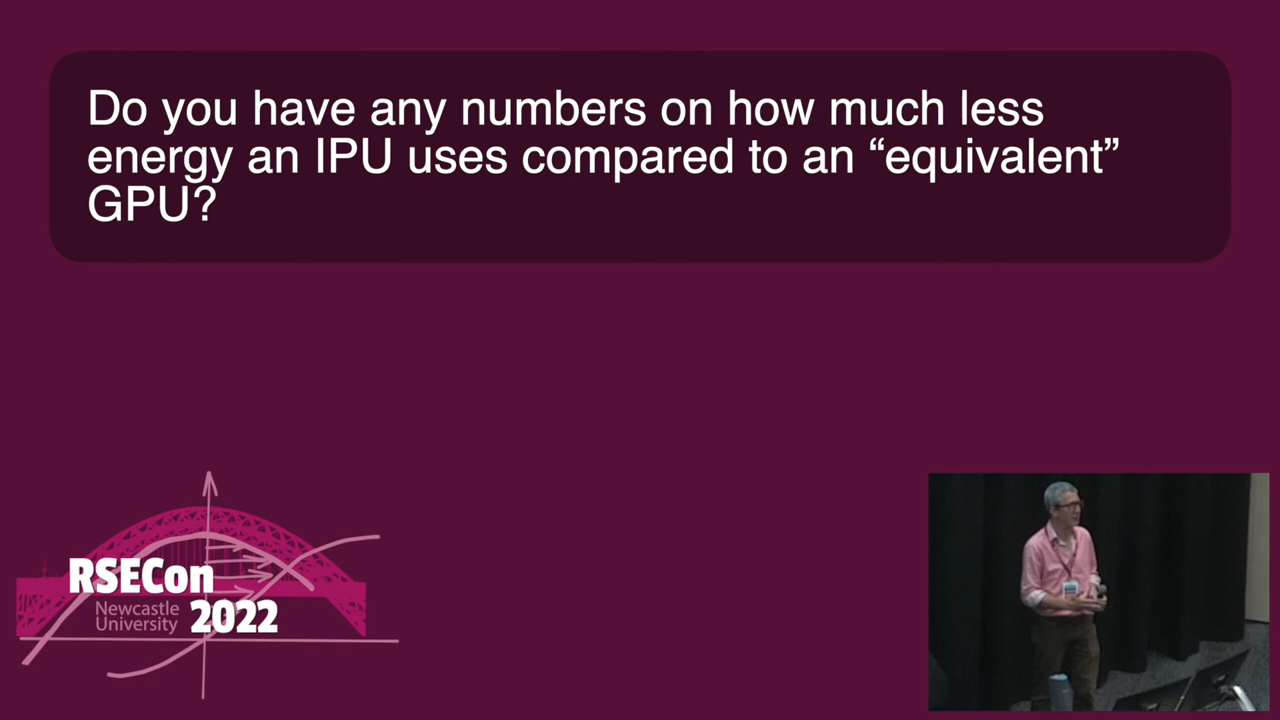 Do you have any numbers on how much less
energy an IPU uses compared to an “equivalent”
GPU?
RSECon
Newcastle
University
2022